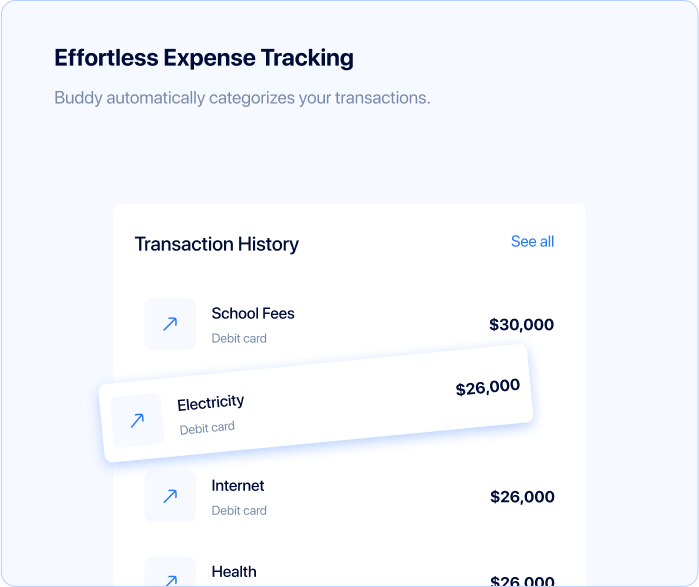 Effortless Expense Tracking
Buddy automatically categorizes your transactions.
Transaction History
See all
School Fees
Debit card
$30,000
Electricity
Debit card
$26,000
Internet
Debit card
$26,000
Health
$26,000